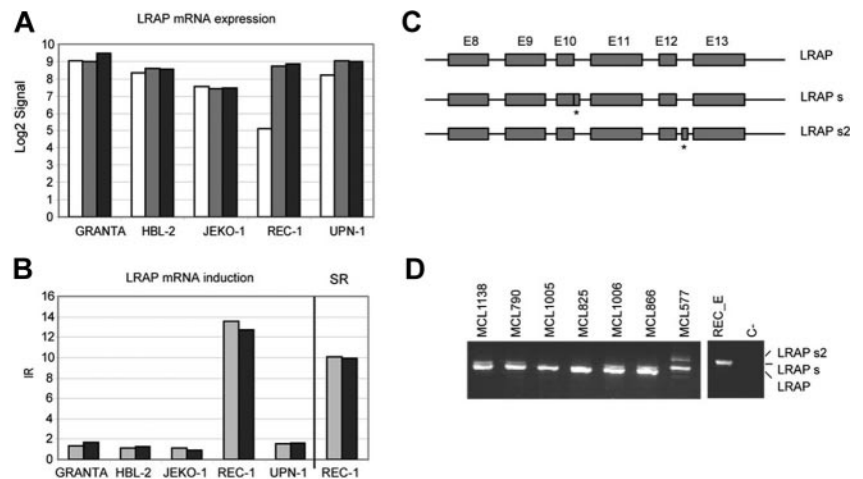 A
LRAP mRNA expression
Log2 Signal
10
9
8
7
6
5
4
3
2
1
0
GRANTA HBL-2 JEKO-1 REC-1 UPN-1
B
LRAP mRNA induction SR
IR
16
14
12
10
8
6
4
2
0
GRANTA HBL-2 JEKO-1 REC-1 UPN-1 REC-1
C
E8 E9 E10 E11 E12 E13
LRAP
LRAP s
*
LRAP s2
*
D
MCL1138
MCL790
MCL1005
MCL825
MCL1006
MCL866
MCL577
REC_E
C-
LRAP s2
LRAP s
LRAP